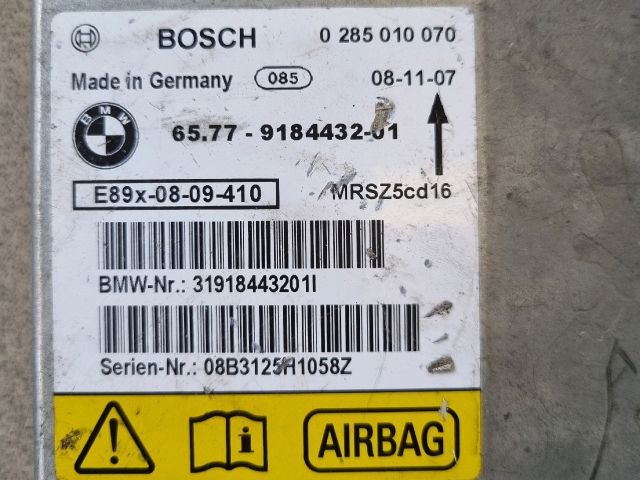 BOSCH 0 285 010 070
Made in Germany 085 08-11-07
BMW 65.77 - 9184432-01
E89x-08-09-410 MRSZ5cd16
BMW-Nr.: 31918443201I
Serien-Nr.: 08B3125H1058Z
i AIRBAG